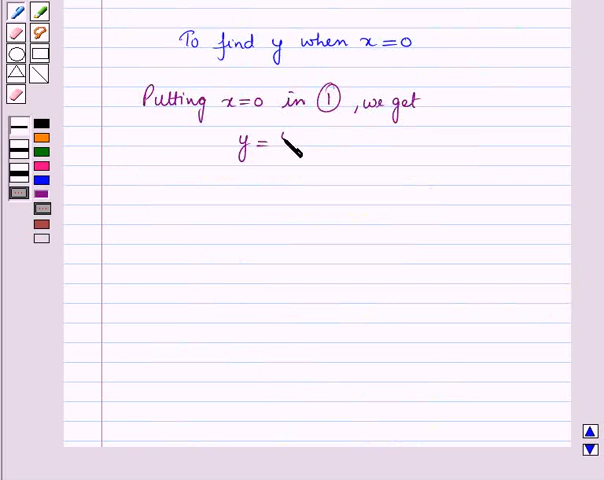 To find y when x=0
Putting x=0 in ①, we get
y =